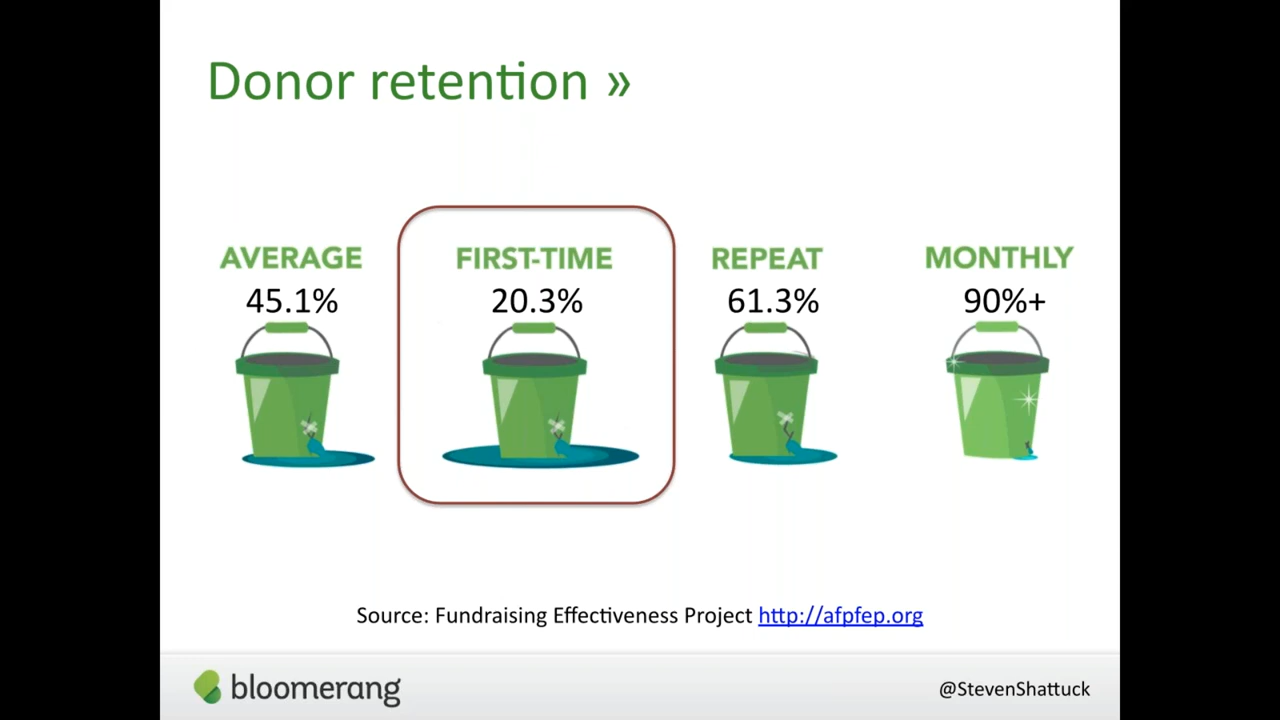 Donor retention »
AVERAGE
45.1%
FIRST-TIME
20.3%
REPEAT
61.3%
MONTHLY
90%+
Source: Fundraising Effectiveness Project http://afpfep.org
bloomerang
@StevenShattuck